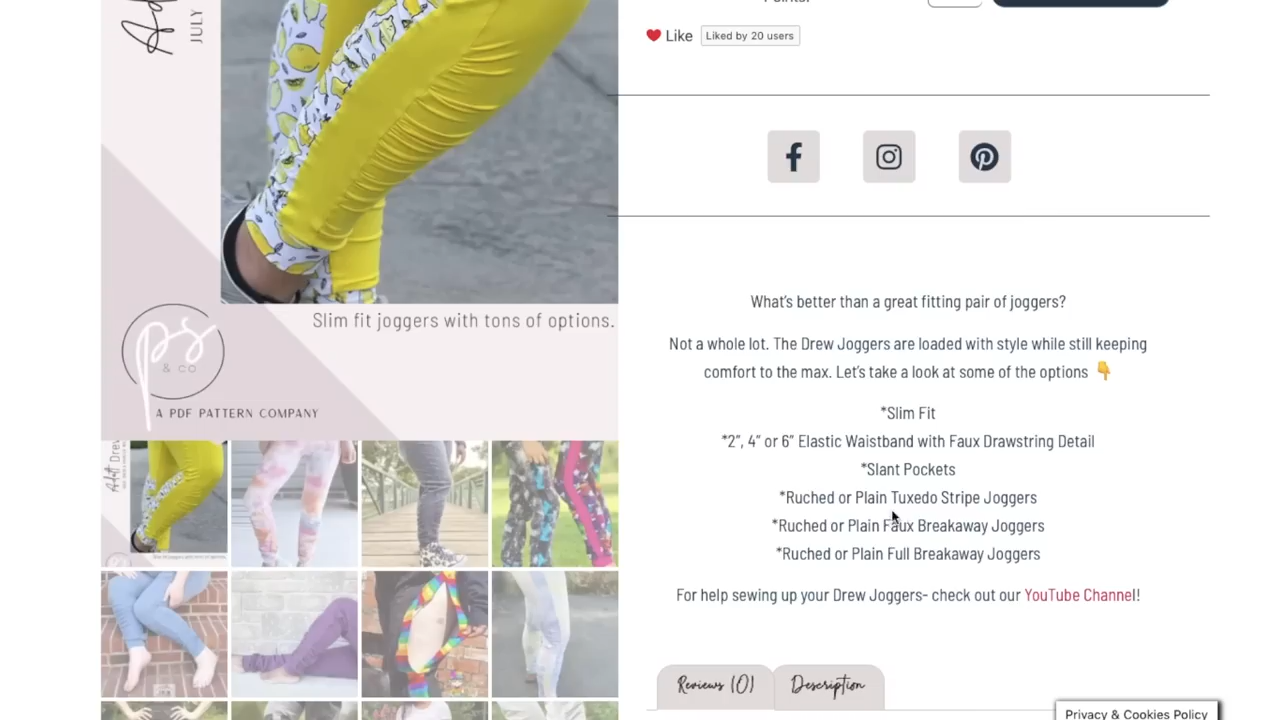 JULY
Like
Liked by 20 users
Slim fit joggers with tons of options.
ps
& co
A PDF PATTERN COMPANY
What's better than a great fitting pair of joggers?
Not a whole lot. The Drew Joggers are loaded with style while still keeping
comfort to the max. Let's take a look at some of the options 👇
*Slim Fit
*2", 4" or 6" Elastic Waistband with Faux Drawstring Detail
*Slant Pockets
*Ruched or Plain Tuxedo Stripe Joggers
*Ruched or Plain Faux Breakaway Joggers
*Ruched or Plain Full Breakaway Joggers
For help sewing up your Drew Joggers- check out our YouTube Channel!
Reviews (0)
Description
Privacy & Cookies Policy